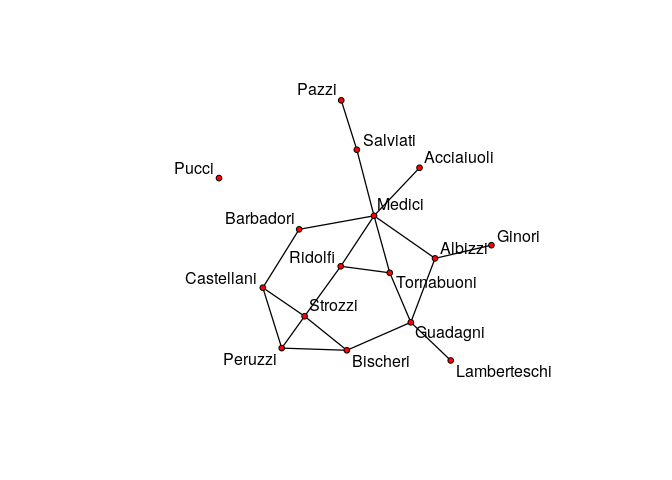 Pazzi
Salviati
Acciaiuoli
Pucci
Medici
Barbadori
Ginori
Albizzi
Ridolfi
Castellani
Tornabuoni
Strozzi
Guadagni
Peruzzi
Bischeri
Lamberteschi